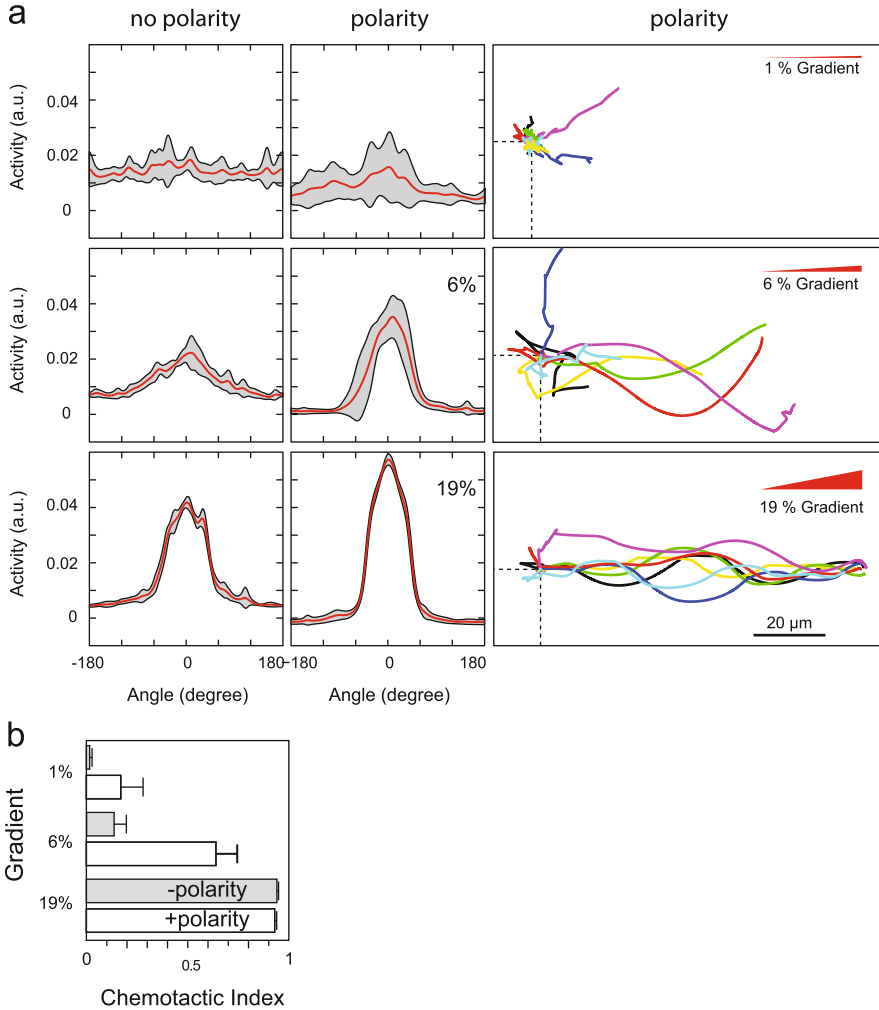 a
no polarity
polarity
polarity
Activity (a.u.)
0.04
0.02
0
1 % Gradient
Activity (a.u.)
0.04
0.02
0
6%
6 % Gradient
Activity (a.u.)
0.04
0.02
0
19%
19 % Gradient
20 µm
-180
0
180
-180
0
180
Angle (degree)
Angle (degree)
b
Gradient
1%
6%
19%
-polarity
+polarity
0
0.5
1
Chemotactic Index